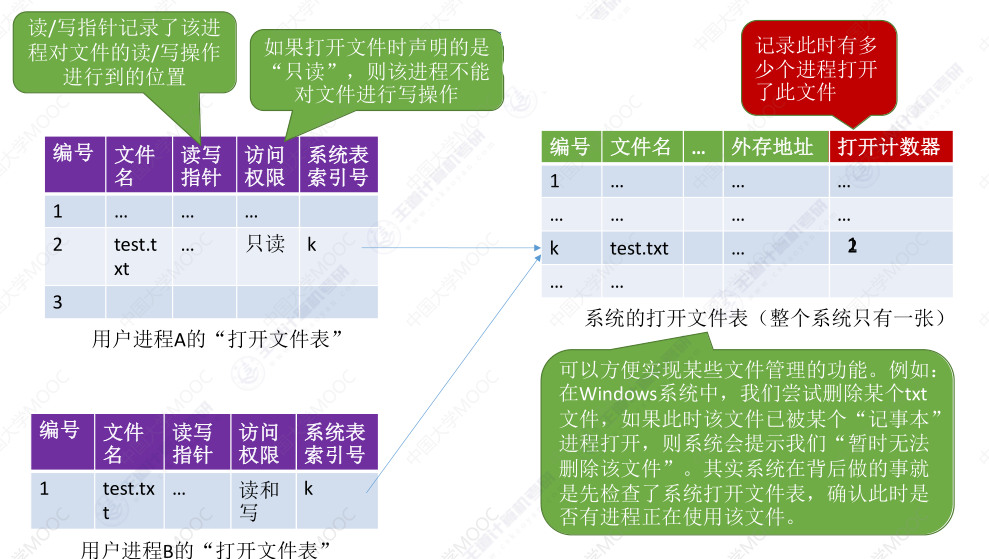 读/写指针记录了该进
程对文件的读/写操作
进行到的位置
如果打开文件时声明的是
“只读”，则该进程不能
对文件进行写操作
记录此时有多
少个进程打开
了此文件
编号 文件名 读写指针 访问权限 系统表索引号
1 … … …
2 test.txt … 只读 k
3
用户进程A的“打开文件表”
编号 文件名 … 外存地址 打开计数器
1 … … …
… … … …
k test.txt …
… …
系统的打开文件表（整个系统只有一张）
可以方便实现某些文件管理的功能。例如：
在Windows系统中，我们尝试删除某个txt
文件，如果此时该文件已被某个“记事本”
进程打开，则系统会提示我们“暂时无法
删除该文件”。其实系统在背后做的事就
是先检查了系统打开文件表，确认此时是
否有进程正在使用该文件。
编号 文件名 读写指针 访问权限 系统表索引号
1 test.txt … 读和写 k
用户进程B的“打开文件表”